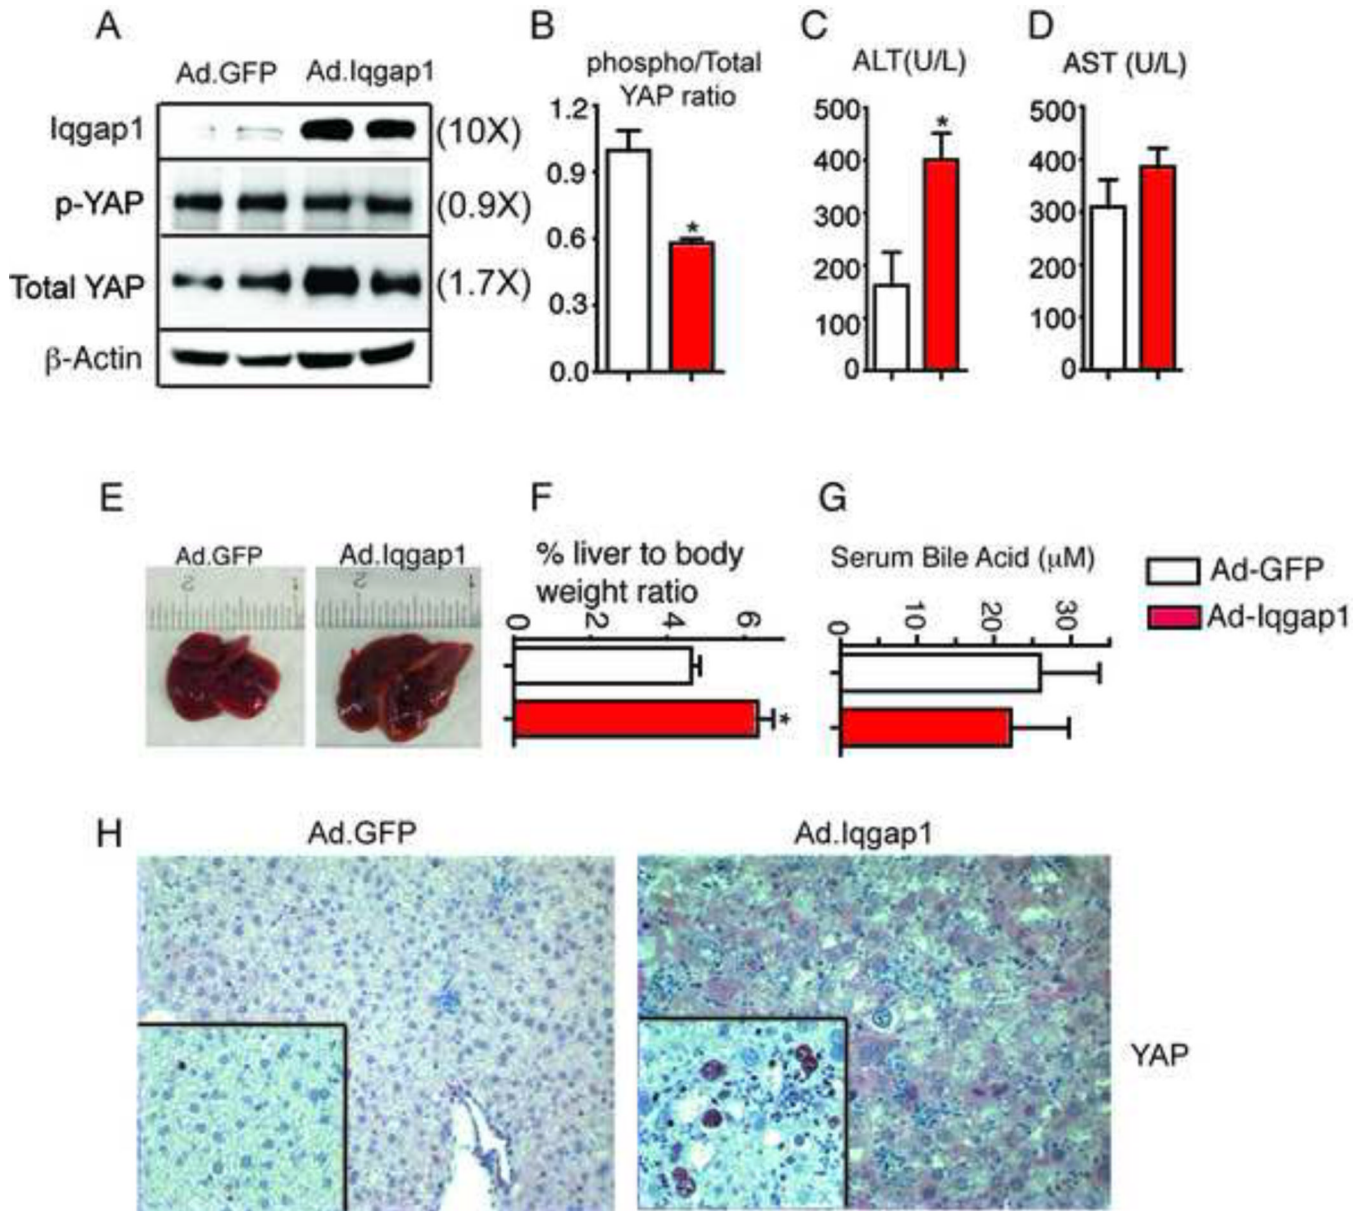 A
Ad.GFP Ad.Iqgap1
Iqgap1 (10X)
p-YAP (0.9X)
Total YAP (1.7X)
β-Actin
B
phospho/Total
YAP ratio
1.2
0.9
0.6
*
0.3
0.0
C
ALT(U/L)
500
*
400
300
200
100
0
D
AST (U/L)
500
400
300
200
100
0
E
Ad.GFP Ad.Iqgap1
2
2
F
% liver to body
weight ratio
0 2 4 6
*
G
Serum Bile Acid (μM)
0 10 20 30
Ad-GFP
Ad-Iqgap1
H
Ad.GFP Ad.Iqgap1
YAP